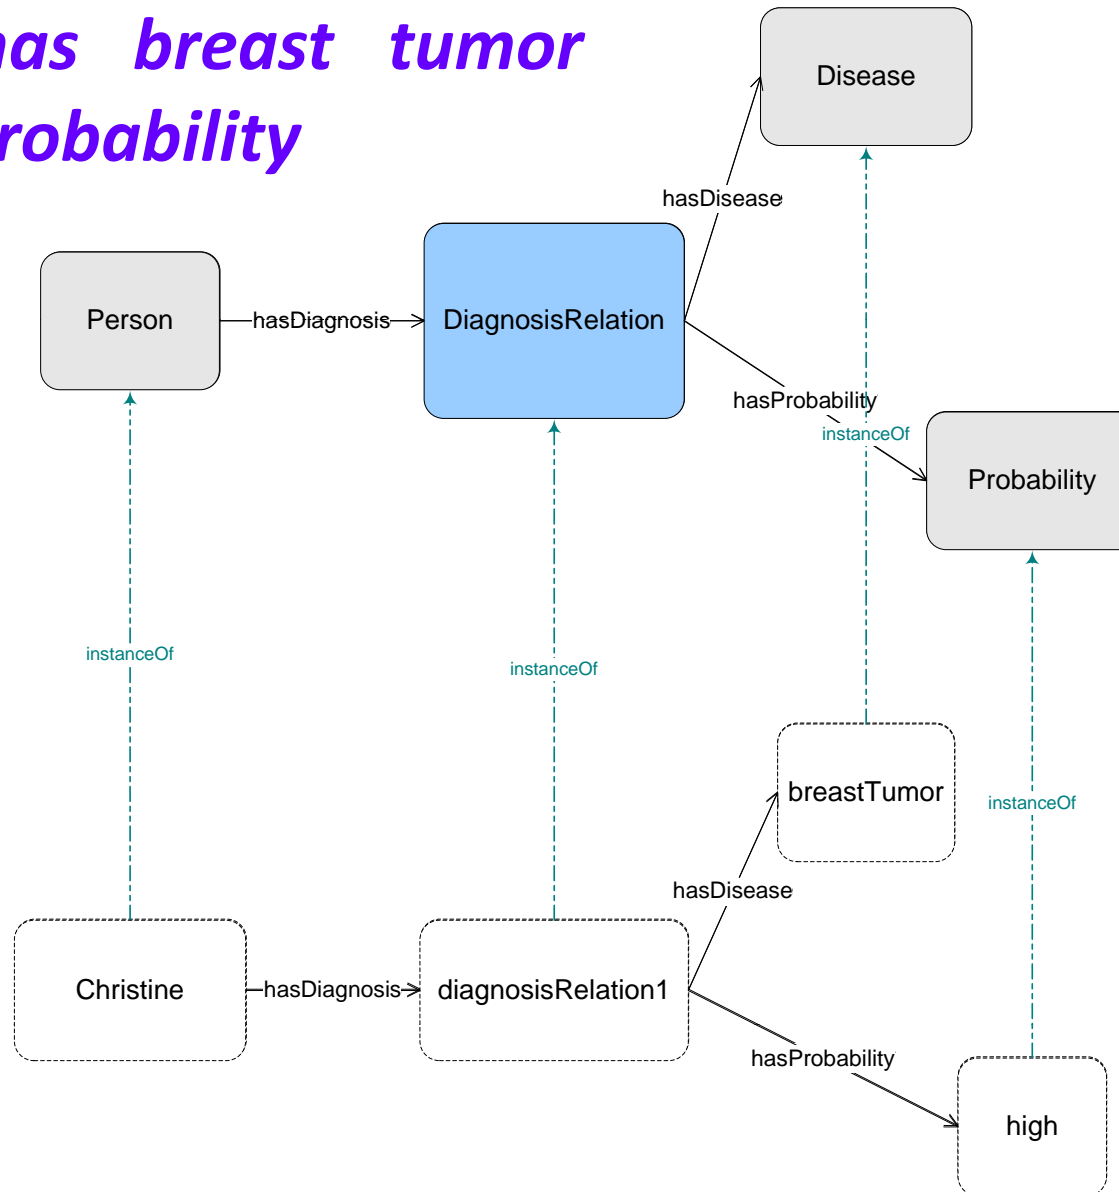 has breast tumor
robability
Disease
hasDisease
Person
hasDiagnosis
DiagnosisRelation
hasProbability
instanceOf
Probability
instanceOf
instanceOf
breastTumor
instanceOf
hasDisease
Christine
hasDiagnosis
diagnosisRelation1
hasProbability
high